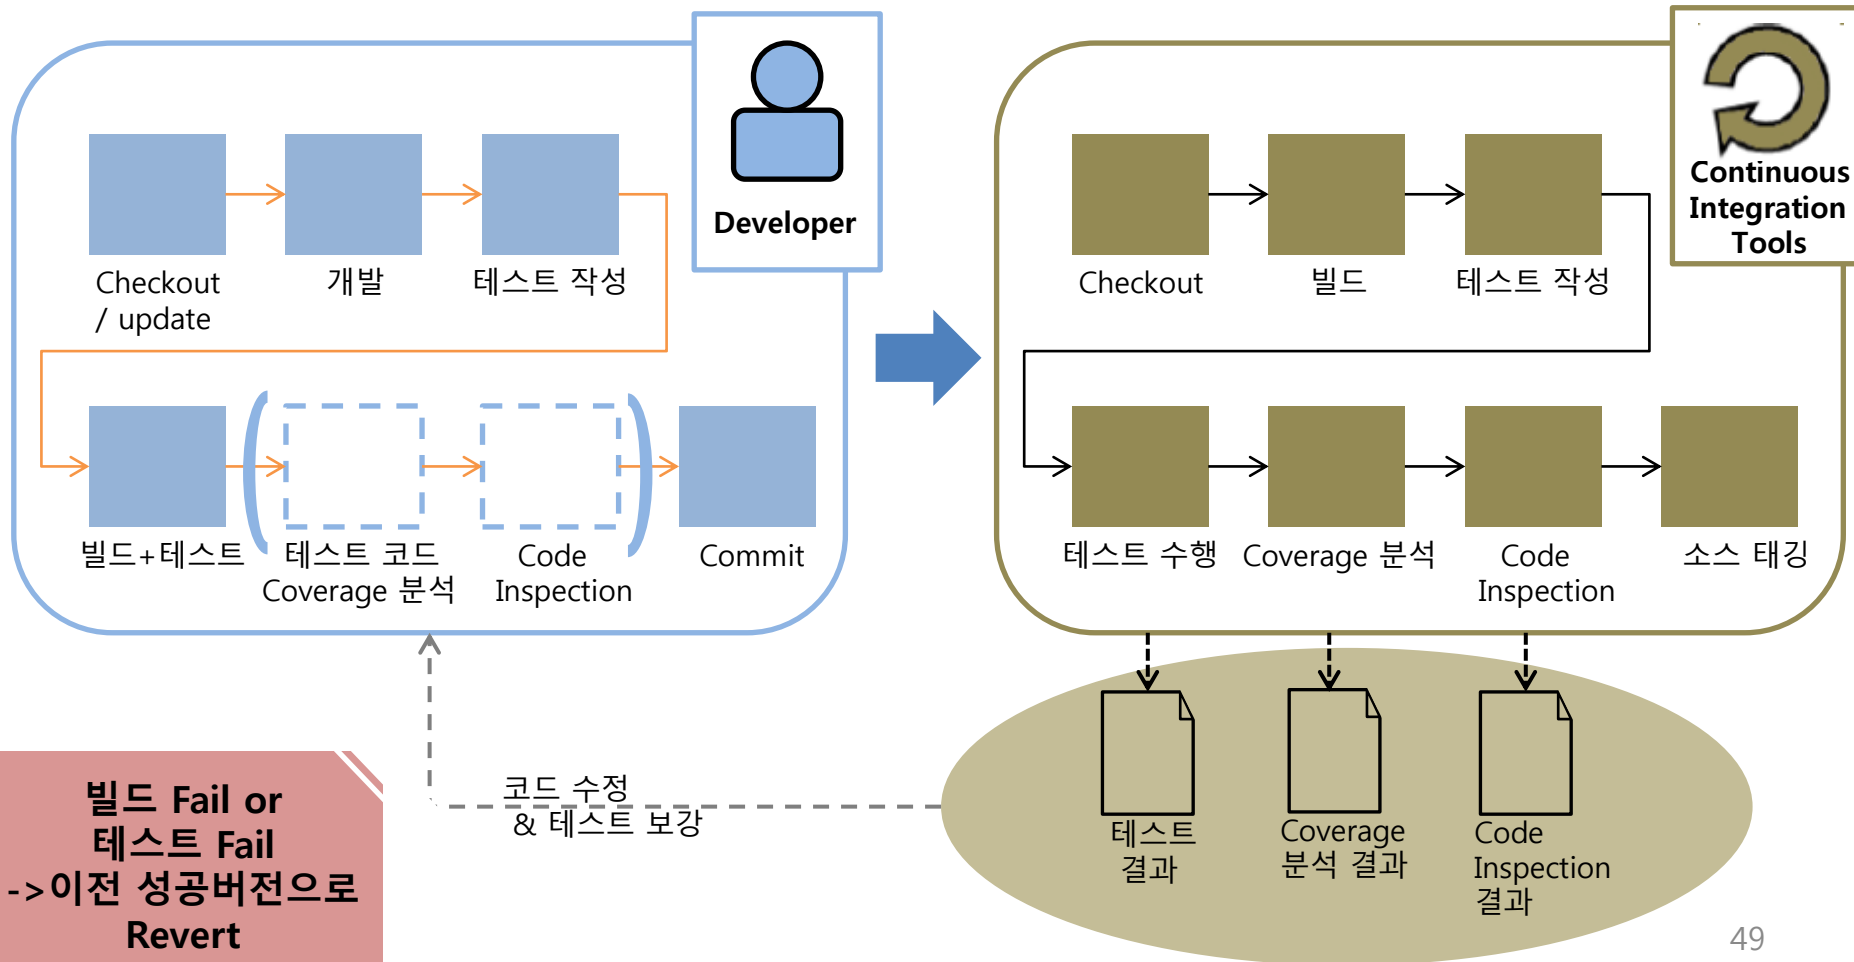 Developer
Checkout
/ update
개발
테스트 작성
빌드+테스트
테스트 코드
Coverage 분석
Code
Inspection
Commit
Continuous
Integration
Tools
Checkout
빌드
테스트 작성
테스트 수행
Coverage 분석
Code
Inspection
소스 태깅
테스트
결과
Coverage
분석 결과
Code
Inspection
결과
코드 수정
& 테스트 보강
빌드 Fail or
테스트 Fail
->이전 성공버전으로
Revert
49